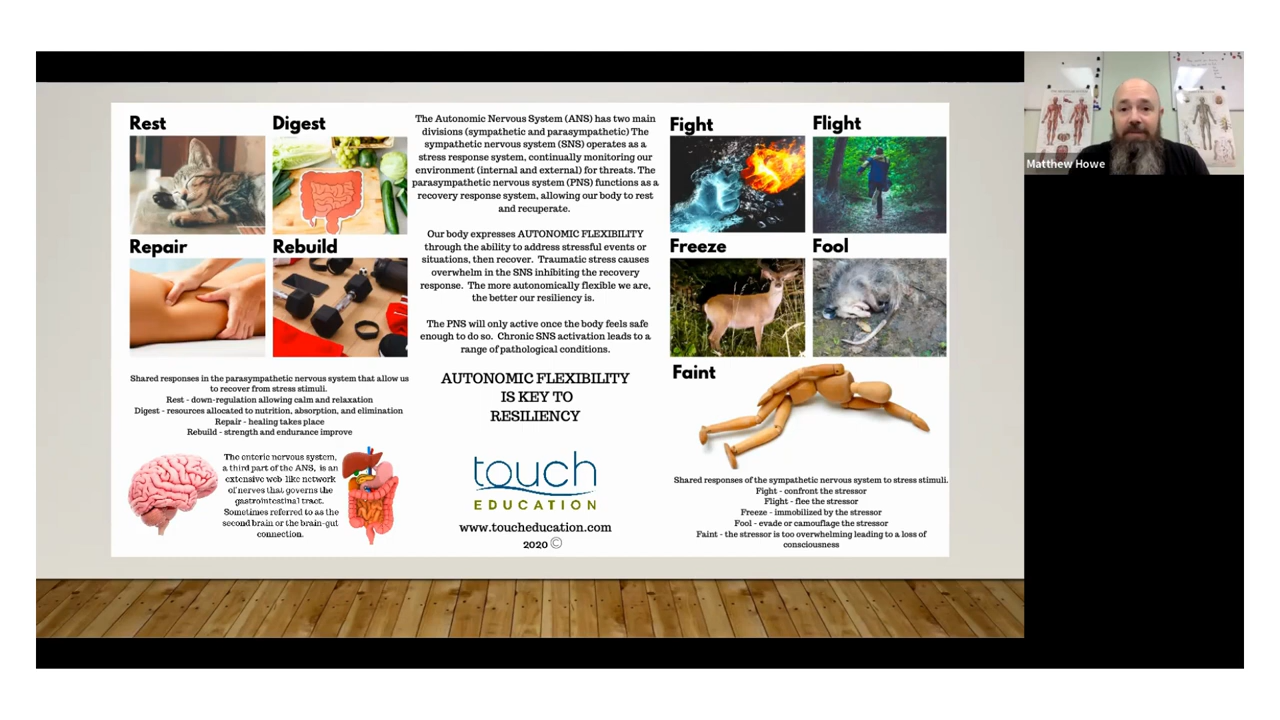 Rest
Digest
Repair
Rebuild
Shared responses in the parasympathetic nervous system that allow us
to recover from stress stimuli.
Rest - down-regulation allowing calm and relaxation
Digest - resources allocated to nutrition, absorption, and elimination
Repair - healing takes place
Rebuild - strength and endurance improve
The enteric nervous system,
a third part of the ANS, is an
extensive web-like network
of nerves that governs the
gastrointestinal tract.
Sometimes referred to as the
second brain or the brain-gut
connection.
The Autonomic Nervous System (ANS) has two main
divisions (sympathetic and parasympathetic) The
sympathetic nervous system (SNS) operates as a
stress response system, continually monitoring our
environment (internal and external) for threats. The
parasympathetic nervous system (PNS) functions as a
recovery response system, allowing our body to rest
and recuperate.
Our body expresses AUTONOMIC FLEXIBILITY
through the ability to address stressful events or
situations, then recover. Traumatic stress causes
overwhelm in the SNS inhibiting the recovery
response. The more autonomically flexible we are,
the better our resiliency is.
The PNS will only active once the body feels safe
enough to do so. Chronic SNS activation leads to a
range of pathological conditions.
AUTONOMIC FLEXIBILITY
IS KEY TO
RESILIENCY
touch
EDUCATION
www.toucheducation.com
2020 ©
Fight
Flight
Freeze
Fool
Faint
Shared responses of the sympathetic nervous system to stress stimuli.
Fight - confront the stressor
Flight - flee the stressor
Freeze - immobilized by the stressor
Fool - evade or camouflage the stressor
Faint - the stressor is too overwhelming leading to a loss of
consciousness
Matthew Howe